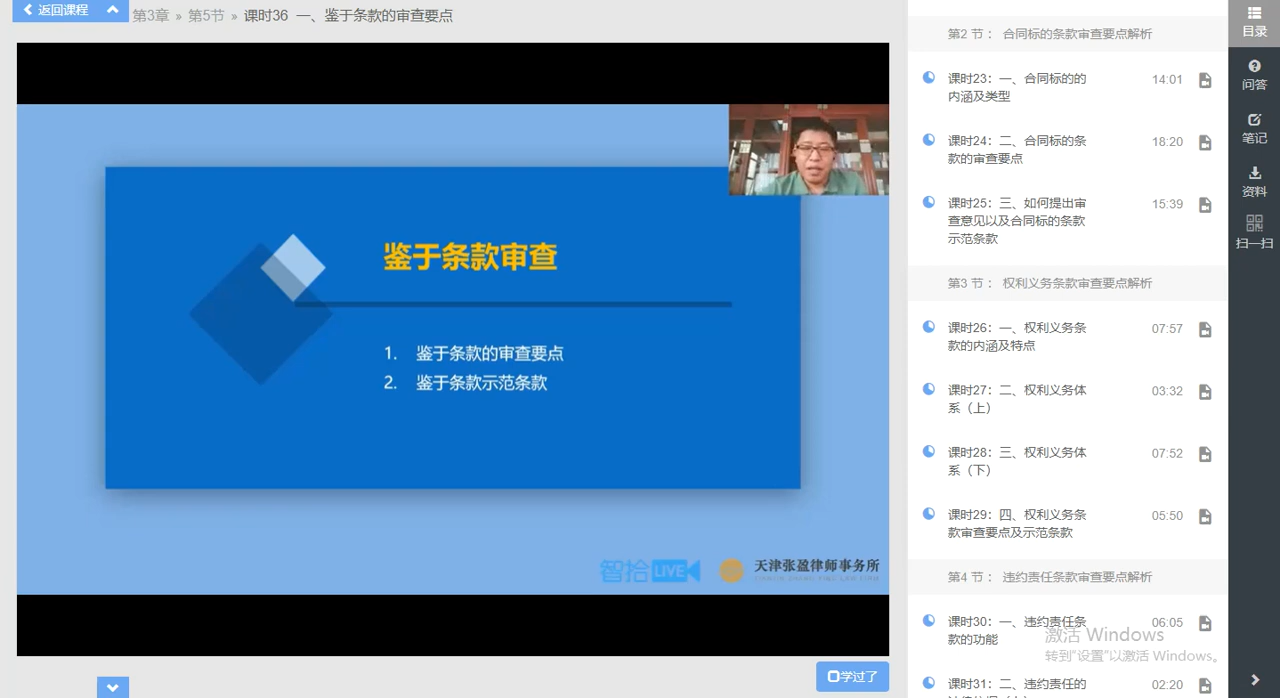 返回课程
第3章 » 第5节 » 课时36 一、鉴于条款的审查要点
鉴于条款审查
1. 鉴于条款的审查要点
2. 鉴于条款示范条款
智拾LIVE
天津张盈律师事务所
学过了
第2 节： 合同标的条款审查要点解析
课时23：一、合同标的的
内涵及类型
14:01
课时24：二、合同标的条
款的审查要点
18:20
课时25：三、如何提出审
查意见以及合同标的条款
示范条款
15:39
第3 节： 权利义务条款审查要点解析
课时26：一、权利义务条
款的内涵及特点
07:57
课时27：二、权利义务体
系（上）
03:32
课时28：三、权利义务体
系（下）
07:52
课时29：四、权利义务条
款审查要点及示范条款
05:50
第4 节： 违约责任条款审查要点解析
课时30：一、违约责任条
款的功能
06:05
课时31：二、违约责任的
02:20
激活 Windows
转到"设置"以激活 Windows。
目录
问答
笔记
资料
扫一扫